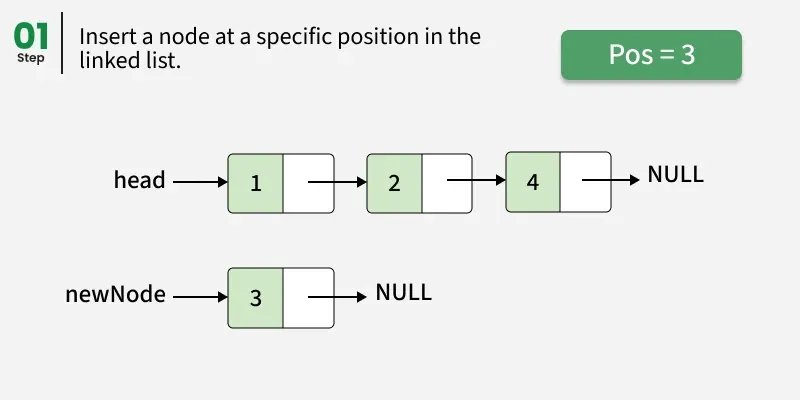 01
Step
Insert a node at a specific position in the
linked list.
Pos = 3
head
1
2
4
NULL
newNode
3
NULL